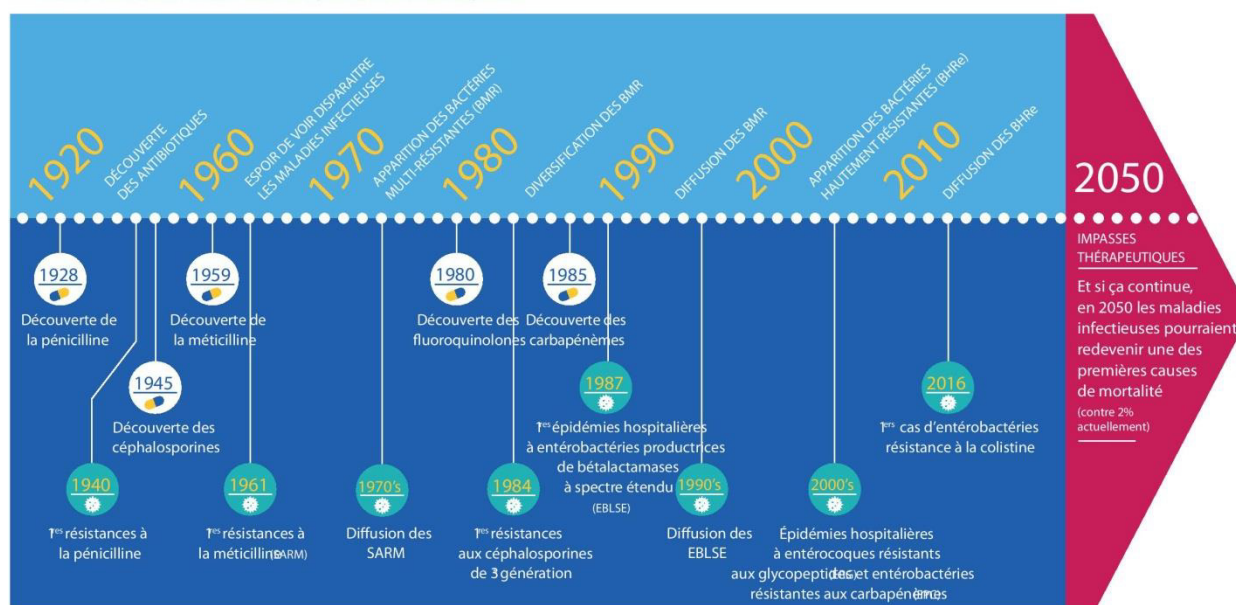 1920
DÉCOUVERTE
DES ANTIBIOTIQUES
1960
ESPOIR DE VOIR DISPARAITRE
LES MALADIES INFECTIEUSES
1970
APPARITION DES BACTÉRIES
MULTI-RÉSISTANTES (BMR)
1980
DIVERSIFICATION DES BMR
1990
DIFFUSION DES BMR
2000
APPARITION DES BACTÉRIES
HAUTEMENT RÉSISTANTES (BHRe)
2010
DIFFUSION DES BHRe
2050
IMPASSES
THÉRAPEUTIQUES
Et si ça continue,
en 2050 les maladies
infectieuses pourraient
redevenir une des
premières causes
de mortalité
(contre 2%
actuellement)
1928
Découverte de
la pénicilline
1959
Découverte de
la méticilline
1980
Découverte des
fluoroquinolones
1985
Découverte des
carbapénèmes
1945
Découverte des
céphalosporines
1987
1res épidémies hospitalières
à entérobactéries productrices
de bétalactamases
à spectre étendu
(EBLSE)
2016
1ers cas d'entérobactéries
résistance à la colistine
1940
1res résistances à
la pénicilline
1961
1res résistances à
la méticilline (SARM)
1970's
Diffusion des
SARM
1984
1res résistances
aux céphalosporines
de 3 génération
1990's
Diffusion des
EBLSE
2000's
Épidémies hospitalières
à entérocoques résistants
aux glycopeptides et entérobactéries
résistantes aux carbapénèmes